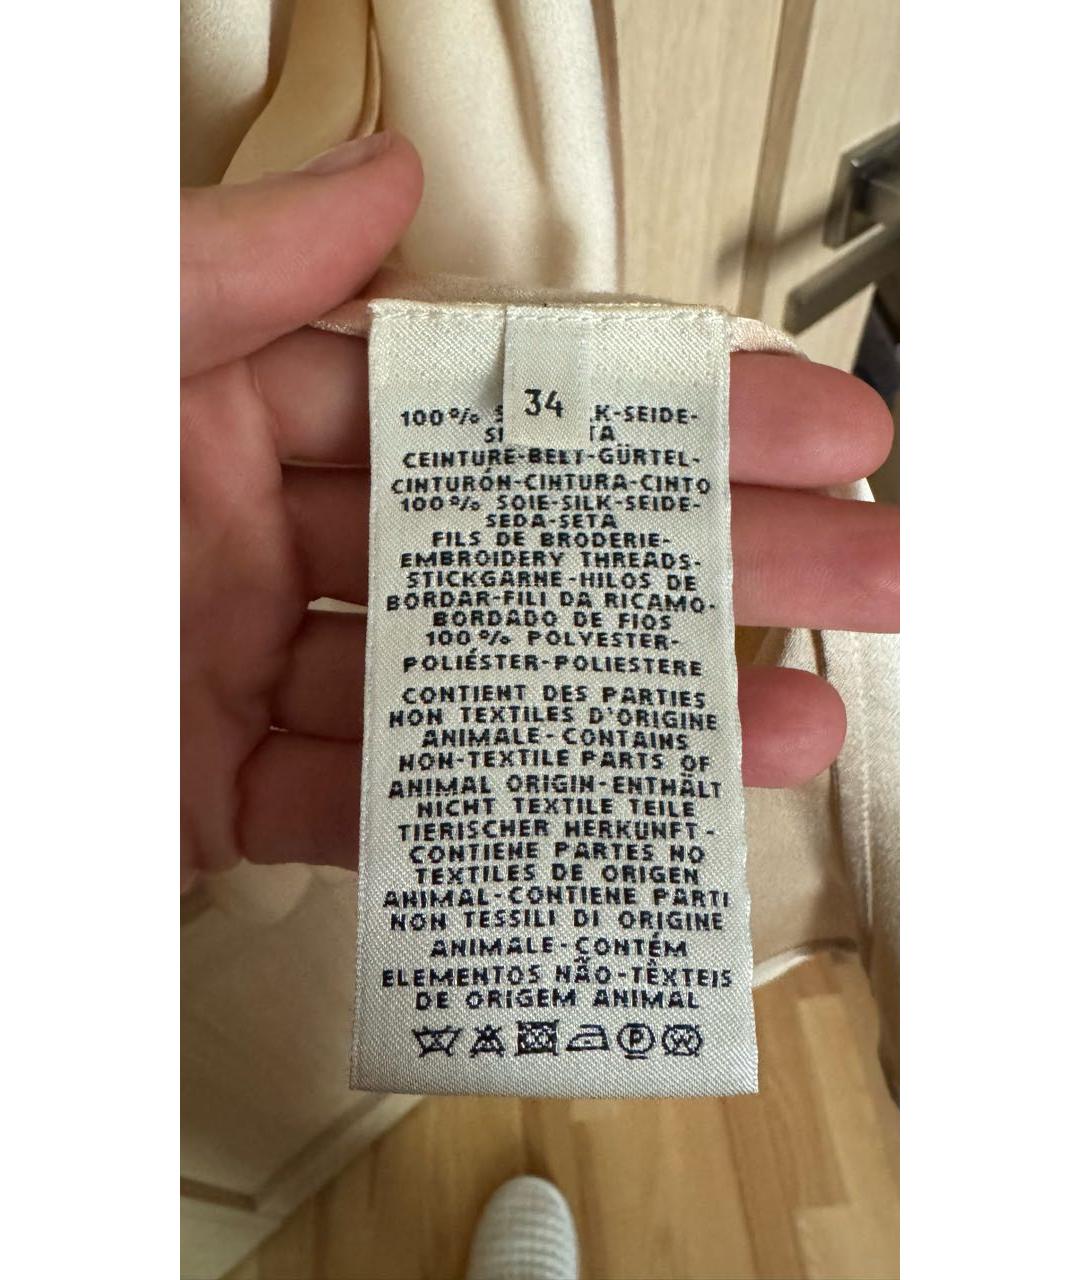 34
100% K-SEIDE-
TA
CEINTURE-BELT-GÜRTEL-
CINTURÓN-CINTURA-CINTO
100% SOIE-SILK-SEIDE-
SEDA-SETA
FILS DE BRODERIE-
EMBROIDERY THREADS-
STICKGARNE-HILOS DE
BORDAR-FILI DA RICAMO-
BORDADO DE FIOS
100% POLYESTER-
POLIÉSTER-POLIESTERE
CONTIENT DES PARTIES
NON TEXTILES D'ORIGINE
ANIMALE-CONTAINS
NON-TEXTILE PARTS OF
ANIMAL ORIGIN-ENTHÄLT
NICHT TEXTILE TEILE
TIERISCHER HERKUNFT-
CONTIENE PARTES NO
TEXTILES DE ORIGEN
ANIMAL-CONTIENE PARTI
NON TESSILI DI ORIGINE
ANIMALE-CONTÉM
ELEMENTOS NÃO-TÊXTEIS
DE ORIGEM ANIMAL
P W